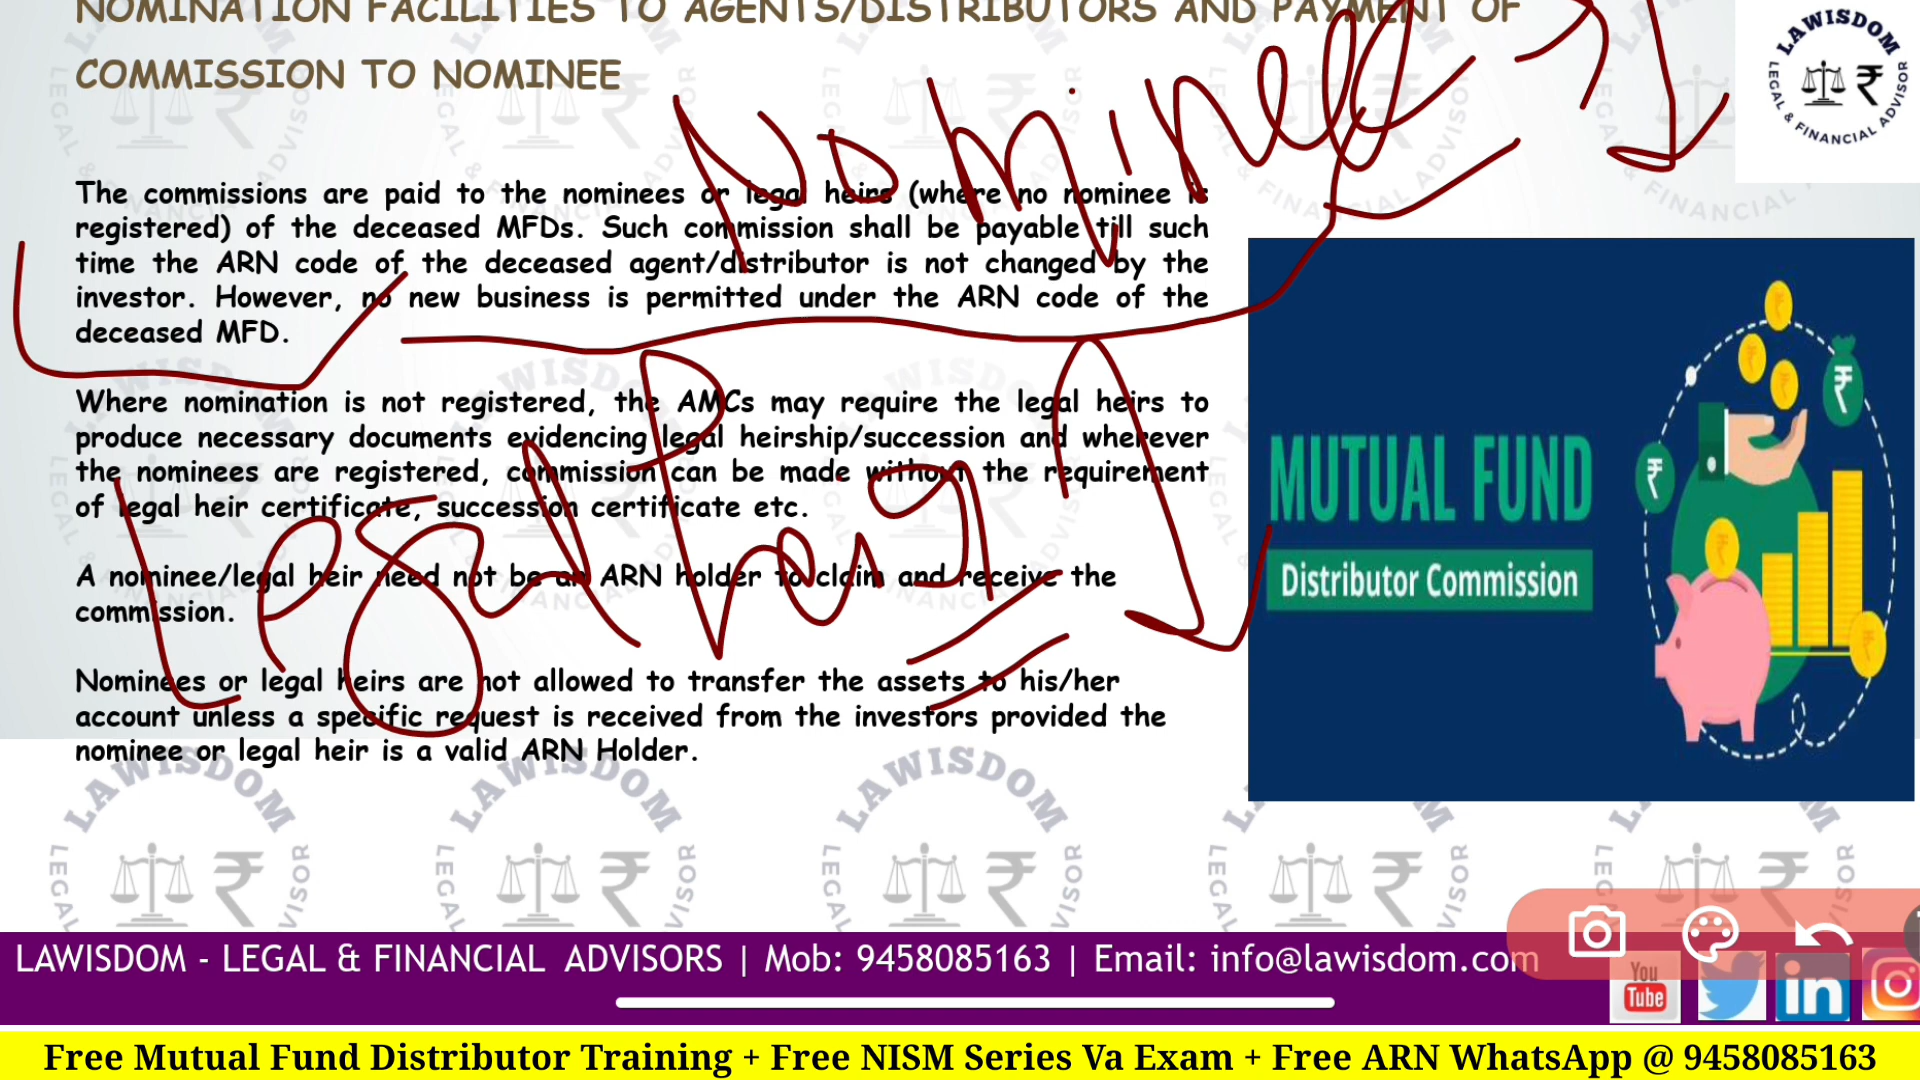 NOMINATION FACILITIES TO AGENTS/DISTRIBUTORS AND PAYMENT OF
COMMISSION TO NOMINEE
LAWISDOM
LEGAL & FINANCIAL ADVISOR
Nominee
The commissions are paid to the nominees or legal heirs (where no nominee is
registered) of the deceased MFDs. Such commission shall be payable till such
time the ARN code of the deceased agent/distributor is not changed by the
investor. However, no new business is permitted under the ARN code of the
deceased MFD.
Where nomination is not registered, the AMCs may require the legal heirs to
produce necessary documents evidencing legal heirship/succession and wherever
the nominees are registered, commission can be made without the requirement
of legal heir certificate, succession certificate etc.
Legal
A nominee/legal heir need not be an ARN holder to claim and receive the
commission.
Nominees or legal heirs are not allowed to transfer the assets to his/her
account unless a specific request is received from the investors provided the
nominee or legal heir is a valid ARN Holder.
MUTUAL FUND
Distributor Commission
LAWISDOM - LEGAL & FINANCIAL ADVISORS | Mob: 9458085163 | Email: info@lawisdom.com
You
Tube
in
Free Mutual Fund Distributor Training + Free NISM Series Va Exam + Free ARN WhatsApp @ 9458085163